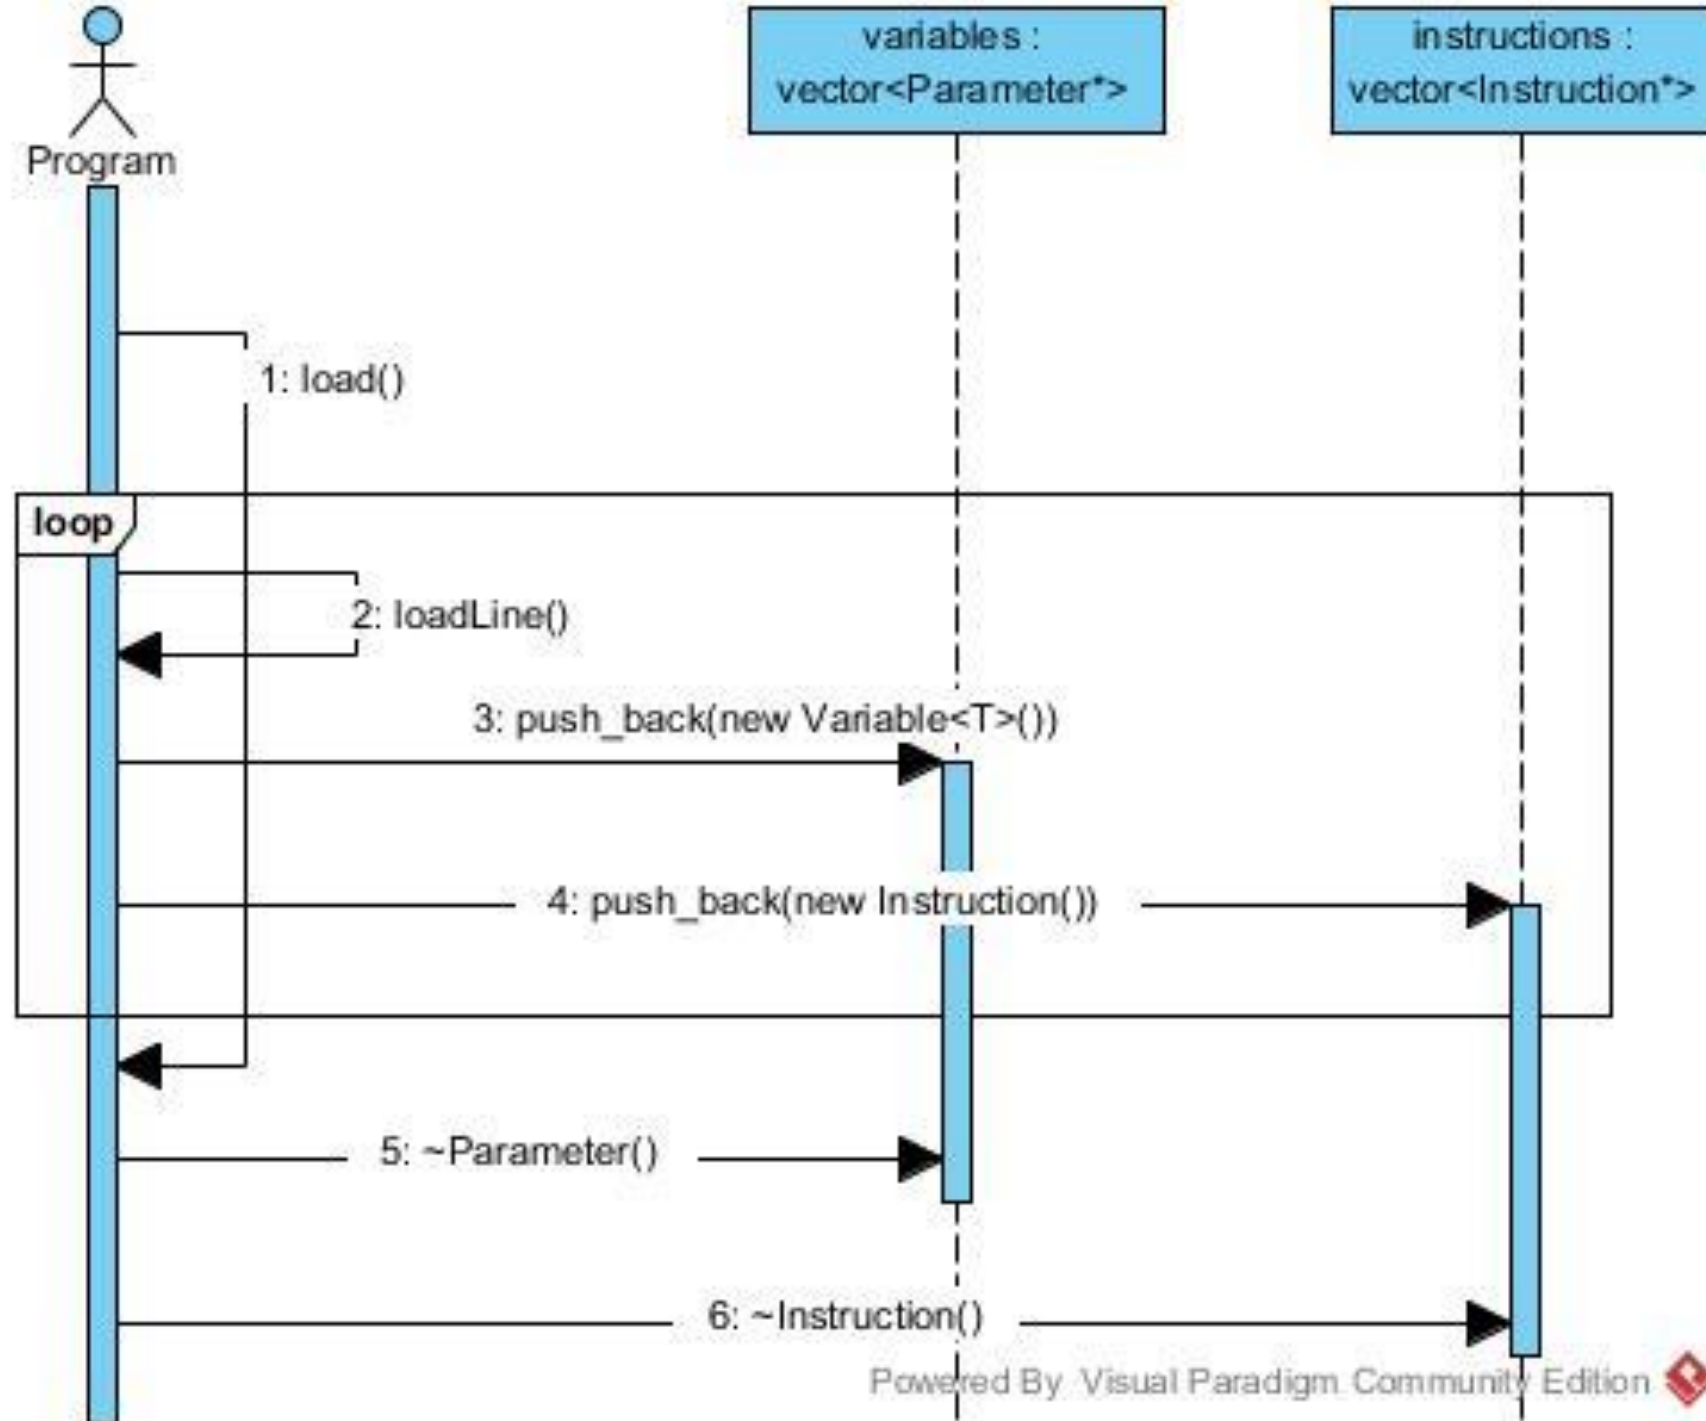 variables :
vector<Parameter*>
instructions :
vector<Instruction*>
Program
1: load()
loop
2: loadLine()
3: push_back(new Variable<T>())
4: push_back(new Instruction())
5: ~Parameter()
6: ~Instruction()
Powered By Visual Paradigm Community Edition